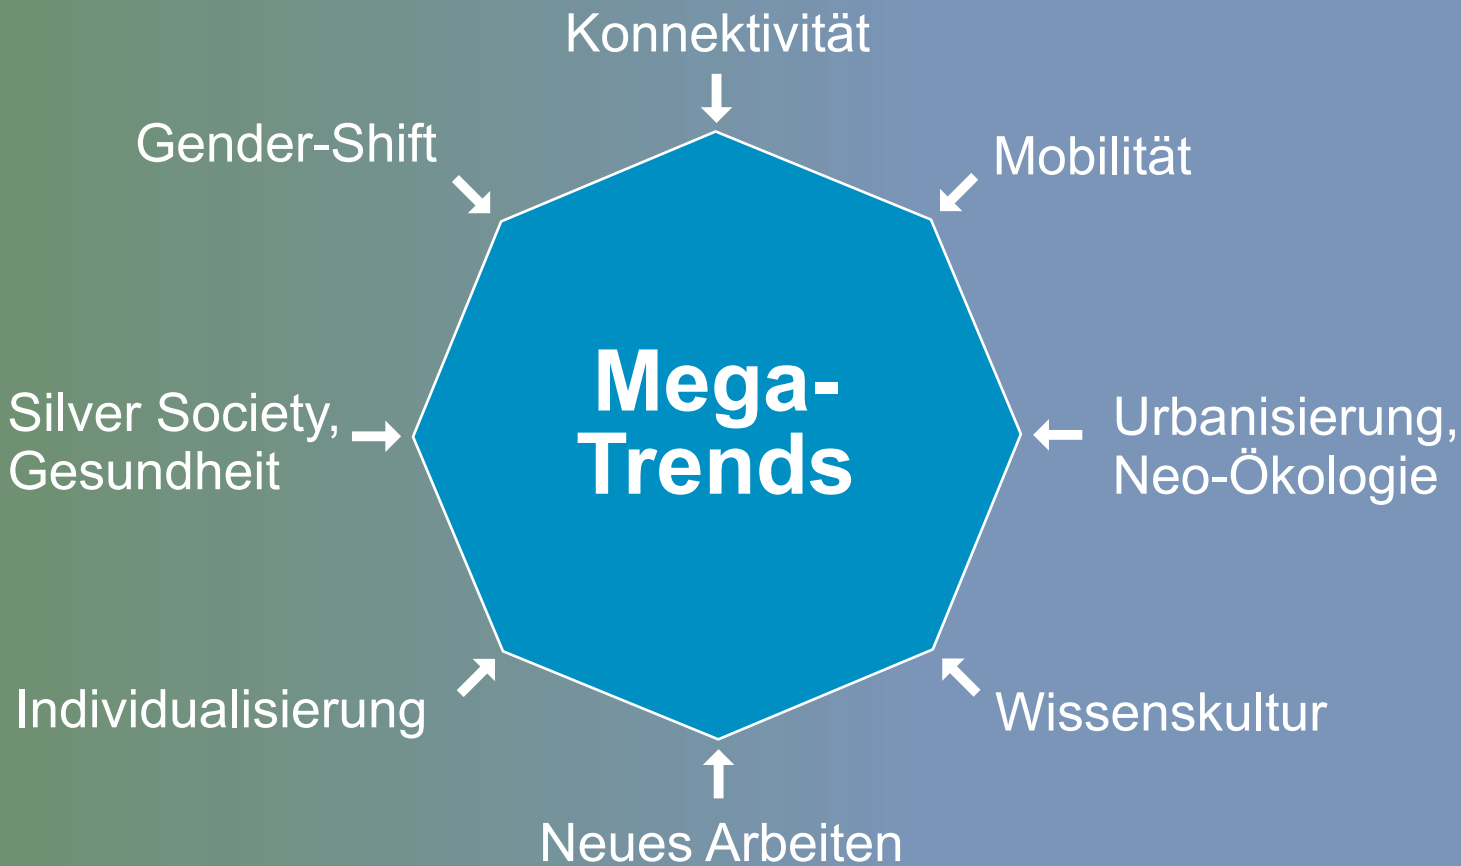 Konnektivität
Gender-Shift
Mobilität
Mega-
Trends
Silver Society,
Gesundheit
Urbanisierung,
Neo-Ökologie
Individualisierung
Wissenskultur
Neues Arbeiten